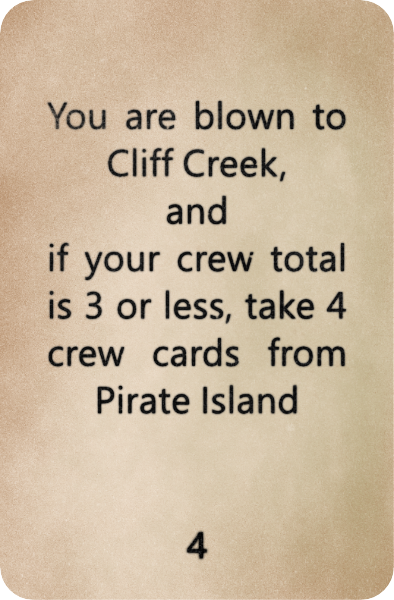 You are blown to
Cliff Creek,
and
if your crew total
is 3 or less, take 4
crew cards from
Pirate Island
4